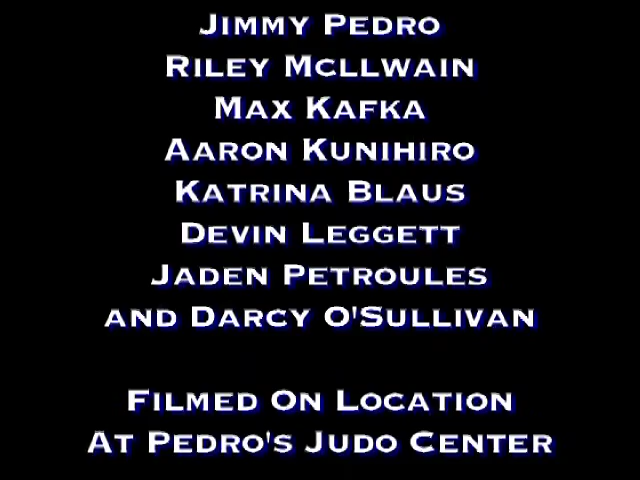 Jimmy Pedro
Riley McLlwain
Max Kafka
Aaron Kunihiro
Katrina Blaus
Devin Leggett
Jaden Petroules
and Darcy O'Sullivan
Filmed On Location
At Pedro's Judo Center